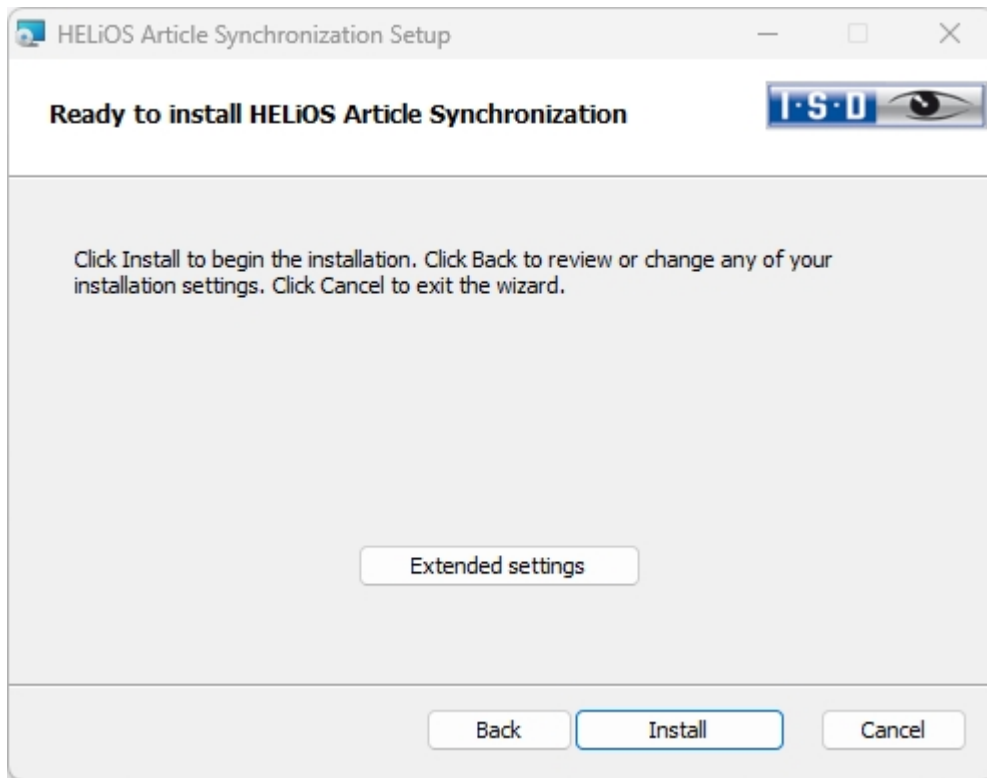 HELiOS Article Synchronization Setup
Ready to install HELiOS Article Synchronization
I·S·D
Click Install to begin the installation. Click Back to review or change any of your
installation settings. Click Cancel to exit the wizard.
Extended settings
Back
Install
Cancel